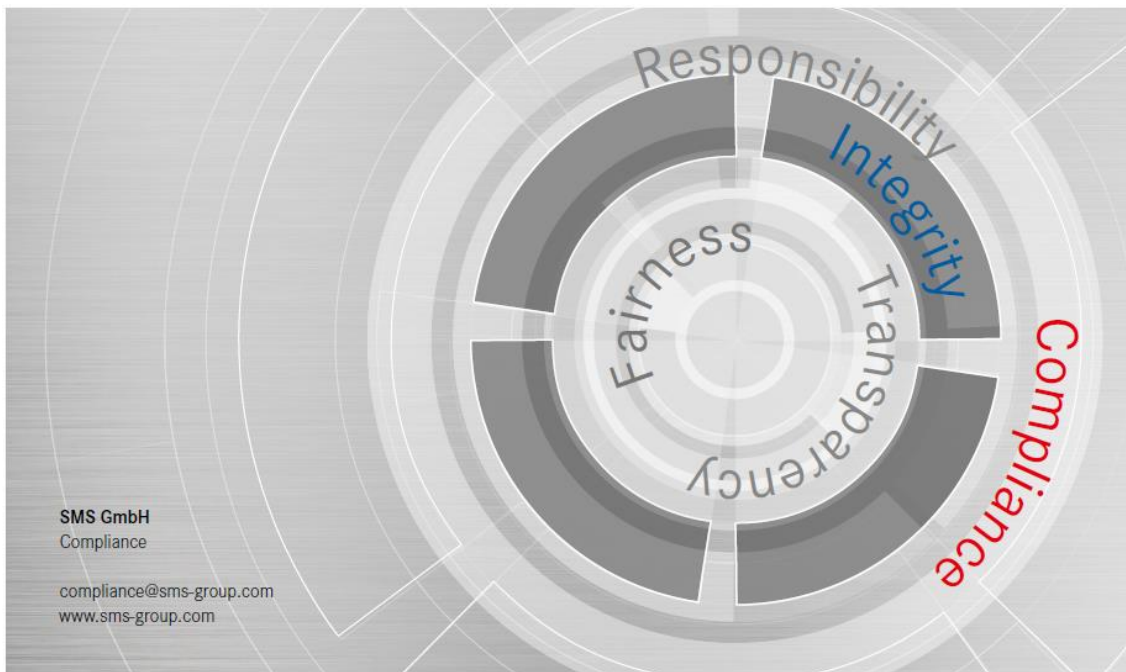 Responsibility
Integrity
Fairness
Transparency
Compliance
SMS GmbH
Compliance
compliance@sms-group.com
www.sms-group.com